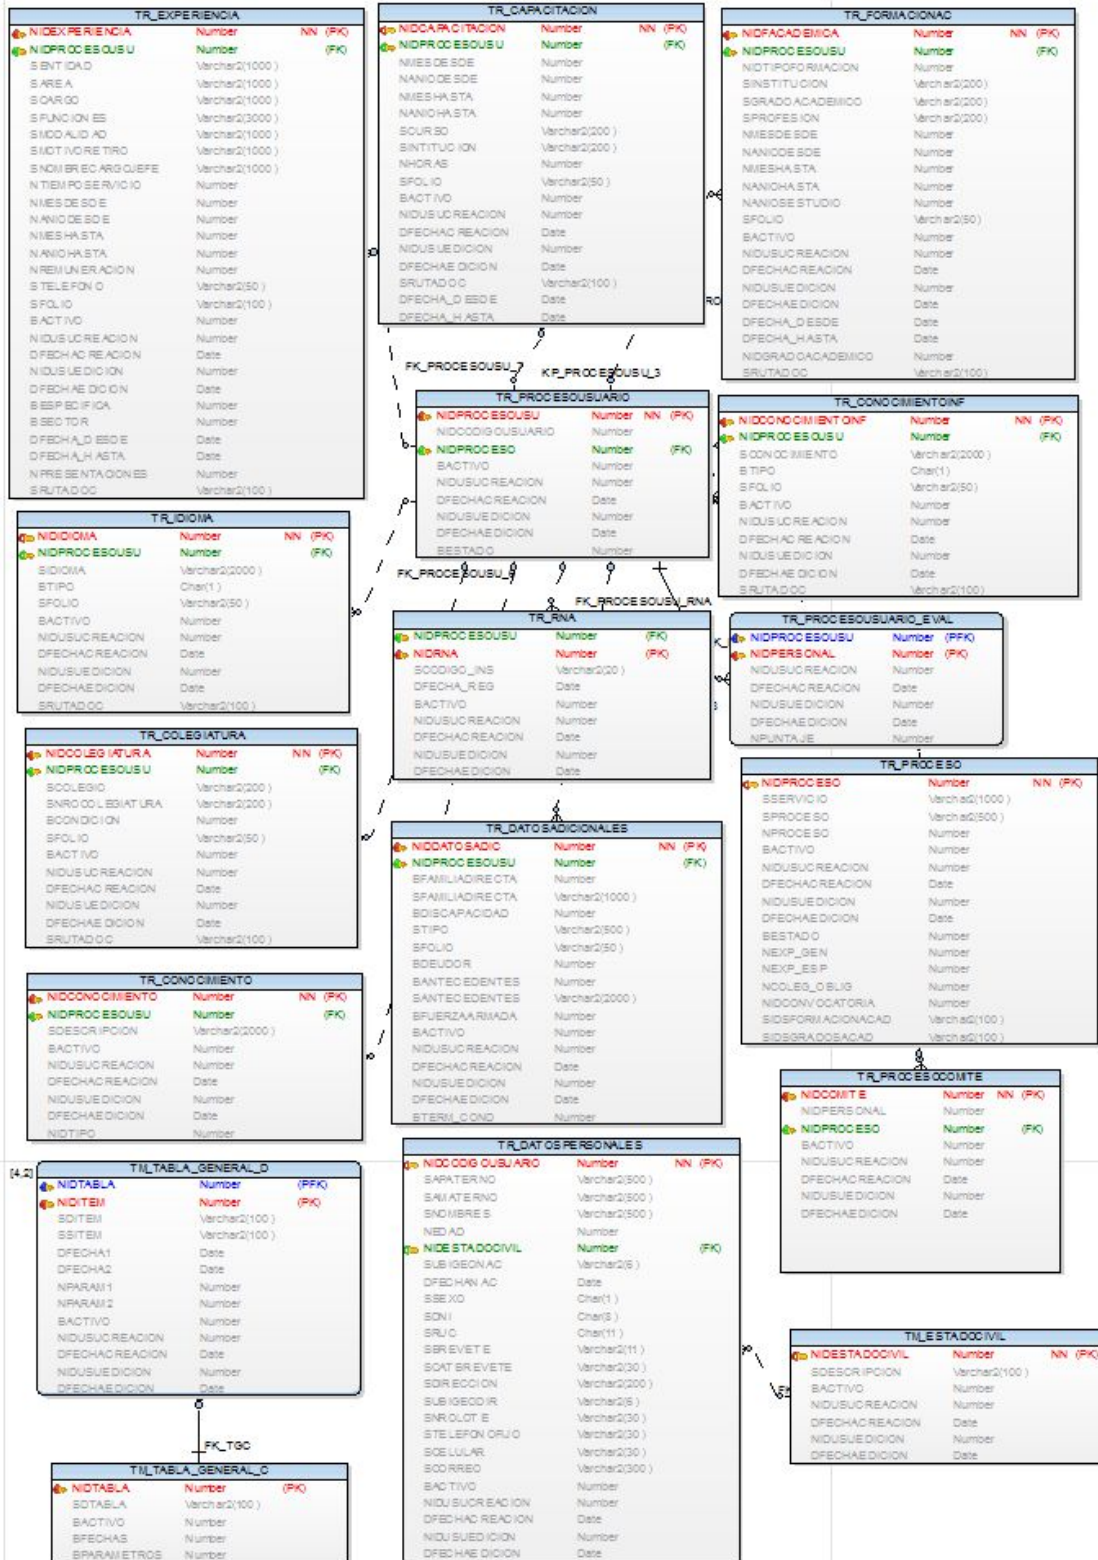 TR_EXPERIENCIA
NIDEXPERIENCIA Number NN (PK)
NIDPROCESOUSU Number (FK)
SENTIDAD Varchar2(1000)
SAREA Varchar2(1000)
SCARGO Varchar2(1000)
SFUNCIONES Varchar2(3000)
SMODALIDAD Varchar2(1000)
SMOTIVORETIRO Varchar2(1000)
SNOMBRECARGOJEFE Varchar2(1000)
NTIEMPOSERVICIO Number
NMESDESDE Number
NANIODESDE Number
NMESHASTA Number
NANIOHASTA Number
NREMUNERACION Number
STELEFONO Varchar2(50)
SFOLIO Varchar2(100)
BACTIVO Number
NIDUSUCREACION Number
DFECHACREACION Date
NIDUSUEDICION Number
DFECHAEDICION Date
BESPECIFICA Number
BSECTOR Number
DFECHA_DESDE Date
DFECHA_HASTA Date
NPRESENTACIONES Number
SRUTADOC Varchar2(100)
TR_CAPACITACION
NIDCAPACITACION Number NN (PK)
NIDPROCESOUSU Number (FK)
NMESDESDE Number
NANIODESDE Number
NMESHASTA Number
NANIOHASTA Number
SCURSO Varchar2(200)
SINTITUCION Varchar2(200)
NHORAS Number
SFOLIO Varchar2(50)
BACTIVO Number
NIDUSUCREACION Number
DFECHACREACION Date
NIDUSUEDICION Number
DFECHAEDICION Date
SRUTADOC Varchar2(100)
DFECHA_DESDE Date
DFECHA_HASTA Date
TR_FORMACIONAC
NIDFACADEMICA Number NN (PK)
NIDPROCESOUSU Number (FK)
NIDTIPOFORMACION Number
SINSTITUCION Varchar2(200)
SGRADOACADEMICO Varchar2(200)
SPROFESION Varchar2(200)
NMESDESDE Number
NANIODESDE Number
NMESHASTA Number
NANIOHASTA Number
NANIOSESTUDIO Number
SFOLIO Varchar2(50)
BACTIVO Number
NIDUSUCREACION Number
DFECHACREACION Date
NIDUSUEDICION Number
DFECHAEDICION Date
DFECHA_DESDE Date
DFECHA_HASTA Date
NIDGRADOACADEMICO Number
SRUTADOC Varchar2(100)
RO
FK_PROCESOUSU_7
KP_PROCESOUSU_3
TR_PROCESOUSUARIO
NIDPROCESOUSU Number NN (PK)
NIDCODIGOUSUARIO Number
NIDPROCESO Number (FK)
BACTIVO Number
NIDUSUCREACION Number
DFECHACREACION Date
NIDUSUEDICION Number
DFECHAEDICION Date
BESTADO Number
TR_CONOCIMIENTOINF
NIDCONOCIMIENTOINF Number NN (PK)
NIDPROCESOUSU Number (FK)
SCONOCIMIENTO Varchar2(2000)
BTIPO Char(1)
SFOLIO Varchar2(50)
BACTIVO Number
NIDUSUCREACION Number
DFECHACREACION Date
NIDUSUEDICION Number
DFECHAEDICION Date
SRUTADOC Varchar2(100)
TR_IDIOMA
NIDIDIOMA Number NN (PK)
NIDPROCESOUSU Number (FK)
SIDIOMA Varchar2(2000)
BTIPO Char(1)
SFOLIO Varchar2(50)
BACTIVO Number
NIDUSUCREACION Number
DFECHACREACION Date
NIDUSUEDICION Number
DFECHAEDICION Date
SRUTADOC Varchar2(100)
FK_PROCESOUSU_
FK_PROCESOUSU_RNA
TR_RNA
NIDPROCESOUSU Number (FK)
NIDRNA Number (PK)
SCODIGO_INS Varchar2(20)
DFECHA_REG Date
BACTIVO Number
NIDUSUCREACION Number
DFECHACREACION Date
NIDUSUEDICION Number
DFECHAEDICION Date
TR_PROCESOUSUARIO_EVAL
NIDPROCESOUSU Number (PFK)
NIDPERSONAL Number (PK)
NIDUSUCREACION Number
DFECHACREACION Date
NIDUSUEDICION Number
DFECHAEDICION Date
NPUNTAJE Number
TR_COLEGIATURA
NIDCOLEGIATURA Number NN (PK)
NIDPROCESOUSU Number (FK)
SCOLEGIO Varchar2(200)
SNROCOLEGIATURA Varchar2(200)
BCONDICION Number
SFOLIO Varchar2(50)
BACTIVO Number
NIDUSUCREACION Number
DFECHACREACION Date
NIDUSUEDICION Number
DFECHAEDICION Date
SRUTADOC Varchar2(100)
TR_PROCESO
NIDPROCESO Number NN (PK)
SSERVICIO Varchar2(1000)
SPROCESO Varchar2(500)
NPROCESO Number
BACTIVO Number
NIDUSUCREACION Number
DFECHACREACION Date
NIDUSUEDICION Number
DFECHAEDICION Date
BESTADO Number
NEXP_GEN Number
NEXP_ESP Number
NCOLEG_OBLIG Number
NIDCONVOCATORIA Number
SIDSFORMACIONACAD Varchar2(100)
SIDSGRADOSACAD Varchar2(100)
TR_DATOSADICIONALES
NIDDATOSADIC Number NN (PK)
NIDPROCESOUSU Number (FK)
BFAMILIADIRECTA Number
SFAMILIADIRECTA Varchar2(1000)
BDISCAPACIDAD Number
STIPO Varchar2(500)
SFOLIO Varchar2(50)
BDEUDOR Number
BANTECEDENTES Number
SANTECEDENTES Varchar2(2000)
BFUERZAARMADA Number
BACTIVO Number
NIDUSUCREACION Number
DFECHACREACION Date
NIDUSUEDICION Number
DFECHAEDICION Date
BTERM_COND Number
TR_CONOCIMIENTO
NIDCONOCIMIENTO Number NN (PK)
NIDPROCESOUSU Number (FK)
SDESCRIPCION Varchar2(2000)
BACTIVO Number
NIDUSUCREACION Number
DFECHACREACION Date
NIDUSUEDICION Number
DFECHAEDICION Date
NIDTIPO Number
TR_PROCESOCOMITE
NIDCOMITE Number NN (PK)
NIDPERSONAL Number
NIDPROCESO Number (FK)
BACTIVO Number
NIDUSUCREACION Number
DFECHACREACION Date
NIDUSUEDICION Number
DFECHAEDICION Date
[4,2]
TM_TABLA_GENERAL_D
NIDTABLA Number (PFK)
NIDITEM Number (PK)
SDITEM Varchar2(100)
SSITEM Varchar2(100)
DFECHA1 Date
DFECHA2 Date
NPARAM1 Number
NPARAM2 Number
BACTIVO Number
NIDUSUCREACION Number
DFECHACREACION Date
NIDUSUEDICION Number
DFECHAEDICION Date
FK_TGC
TM_TABLA_GENERAL_C
NIDTABLA Number (PK)
SDTABLA Varchar2(100)
BACTIVO Number
BFECHAS Number
BPARAMETROS Number
TR_DATOSPERSONALES
NIDCODIGOUSUARIO Number NN (PK)
SAPATERNO Varchar2(500)
SAMATERNO Varchar2(500)
SNOMBRES Varchar2(500)
NEDAD Number
NIDESTADOCIVIL Number (FK)
SUBIGEONAC Varchar2(6)
DFECHANAC Date
SSEXO Char(1)
SDNI Char(8)
SRUC Char(11)
SBREVETE Varchar2(11)
SCATBREVETE Varchar2(30)
SDIRECCION Varchar2(200)
SUBIGEODIR Varchar2(6)
SNROLOTE Varchar2(30)
STELEFONOFIJO Varchar2(30)
SCELULAR Varchar2(30)
SCORREO Varchar2(300)
BACTIVO Number
NIDUSUCREACION Number
DFECHACREACION Date
NIDUSUEDICION Number
DFECHAEDICION Date
TM_ESTADOCIVIL
NIDESTADOCIVIL Number NN (PK)
SDESCRIPCION Varchar2(100)
BACTIVO Number
NIDUSUCREACION Number
DFECHACREACION Date
NIDUSUEDICION Number
DFECHAEDICION Date